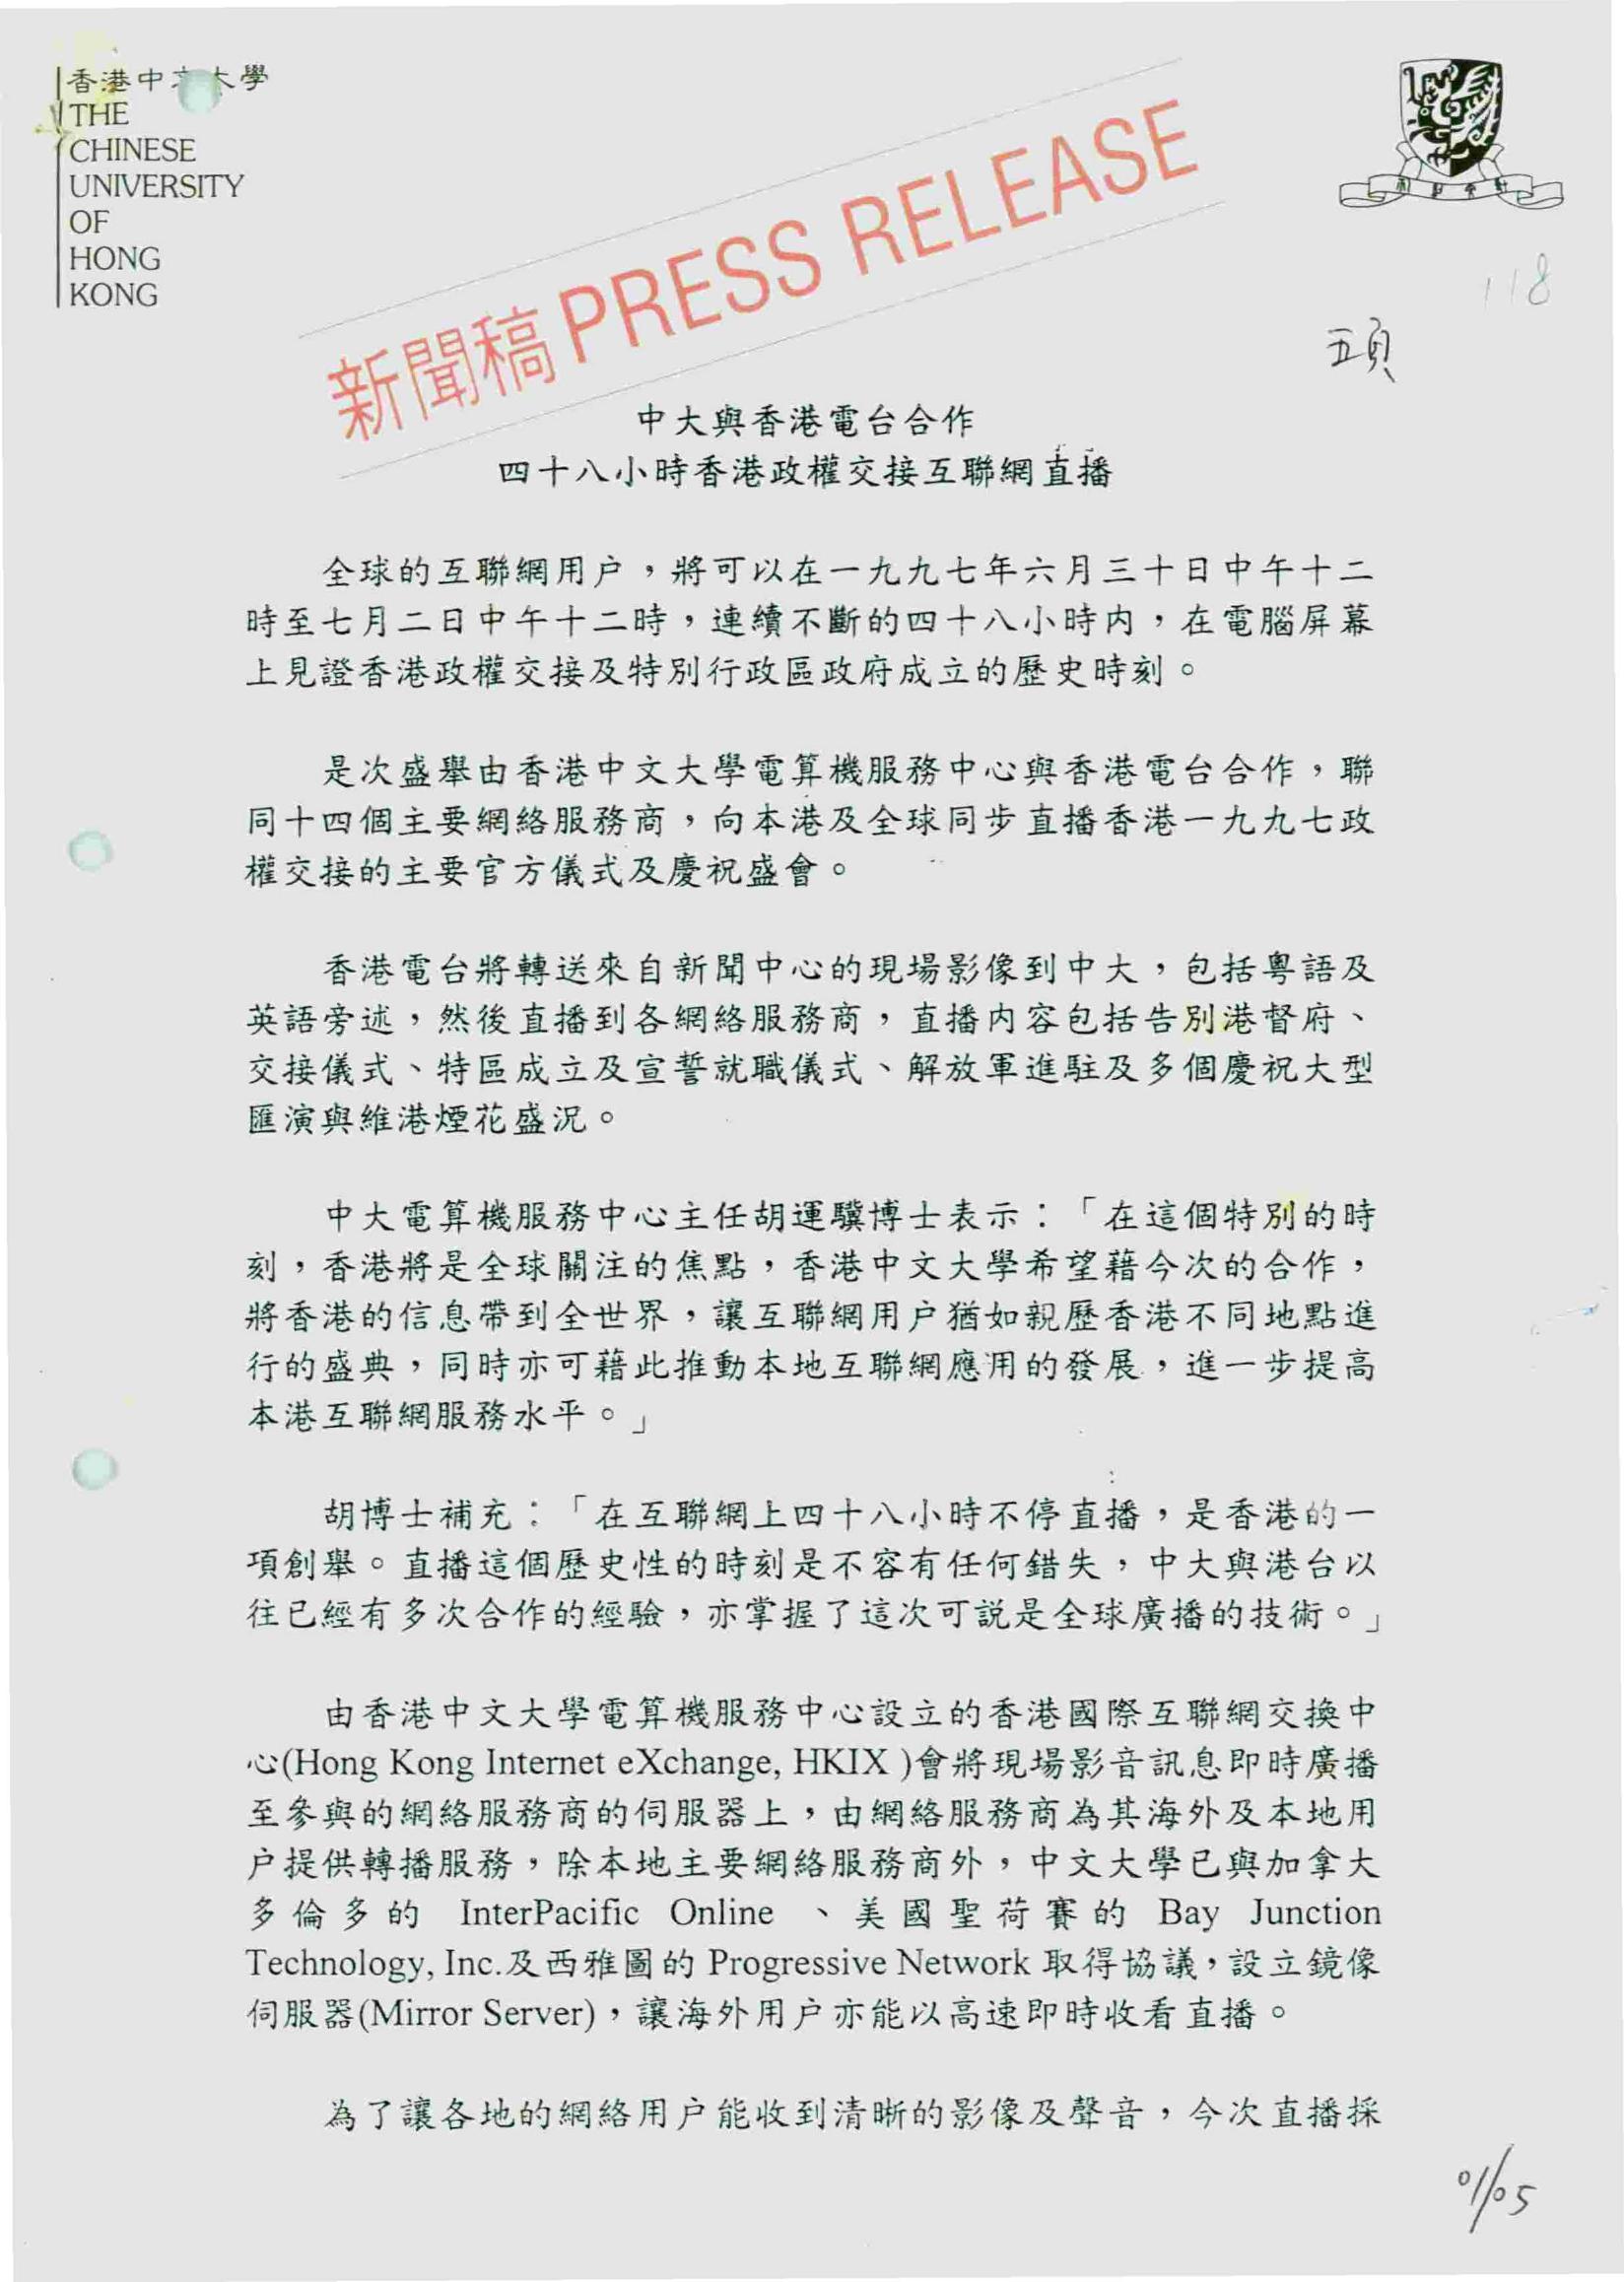 香港中文大學
THE
CHINESE
UNIVERSITY
OF
HONG
KONG
新聞稿 PRESS RELEASE
118
五頁
中大與香港電台合作
四十八小時香港政權交接互聯網直播
全球的互聯網用户，將可以在一九九七年六月三十日中午十二
時至七月二日中午十二時，連續不斷的四十八小時內，在電腦屏幕
上見證香港政權交接及特別行政區政府成立的歷史時刻。
是次盛舉由香港中文大學電算機服務中心與香港電台合作，聯
同十四個主要網絡服務商，向本港及全球同步直播香港一九九七政
權交接的主要官方儀式及慶祝盛會。
香港電台將轉送來自新聞中心的現場影像到中大，包括粵語及
英語旁述，然後直播到各網絡服務商，直播內容包括告別港督府、
交接儀式、特區成立及宣誓就職儀式、解放軍進駐及多個慶祝大型
匯演與維港煙花盛況。
中大電算機服務中心主任胡運驥博士表示：「在這個特別的時
刻，香港將是全球關注的焦點，香港中文大學希望藉今次的合作，
將香港的信息帶到全世界，讓互聯網用户猶如親歷香港不同地點進
行的盛典，同時亦可藉此推動本地互聯網應用的發展，進一步提高
本港互聯網服務水平。」
胡博士補充：「在互聯網上四十八小時不停直播，是香港的一
項創舉。直播這個歷史性的時刻是不容有任何錯失，中大與港台以
往已經有多次合作的經驗，亦掌握了這次可説是全球廣播的技術。」
由香港中文大學電算機服務中心設立的香港國際互聯網交換中
心(Hong Kong Internet eXchange, HKIX )會將現場影音訊息即時廣播
至參與的網絡服務商的伺服器上，由網絡服務商為其海外及本地用
户提供轉播服務，除本地主要網絡服務商外，中文大學已與加拿大
多倫多的 InterPacific Online 、美國聖荷賽的 Bay Junction
Technology, Inc.及西雅圖的 Progressive Network 取得協議，設立鏡像
伺服器(Mirror Server)，讓海外用户亦能以高速即時收看直播。
為了讓各地的網絡用户能收到清晰的影像及聲音，今次直播採
01/05